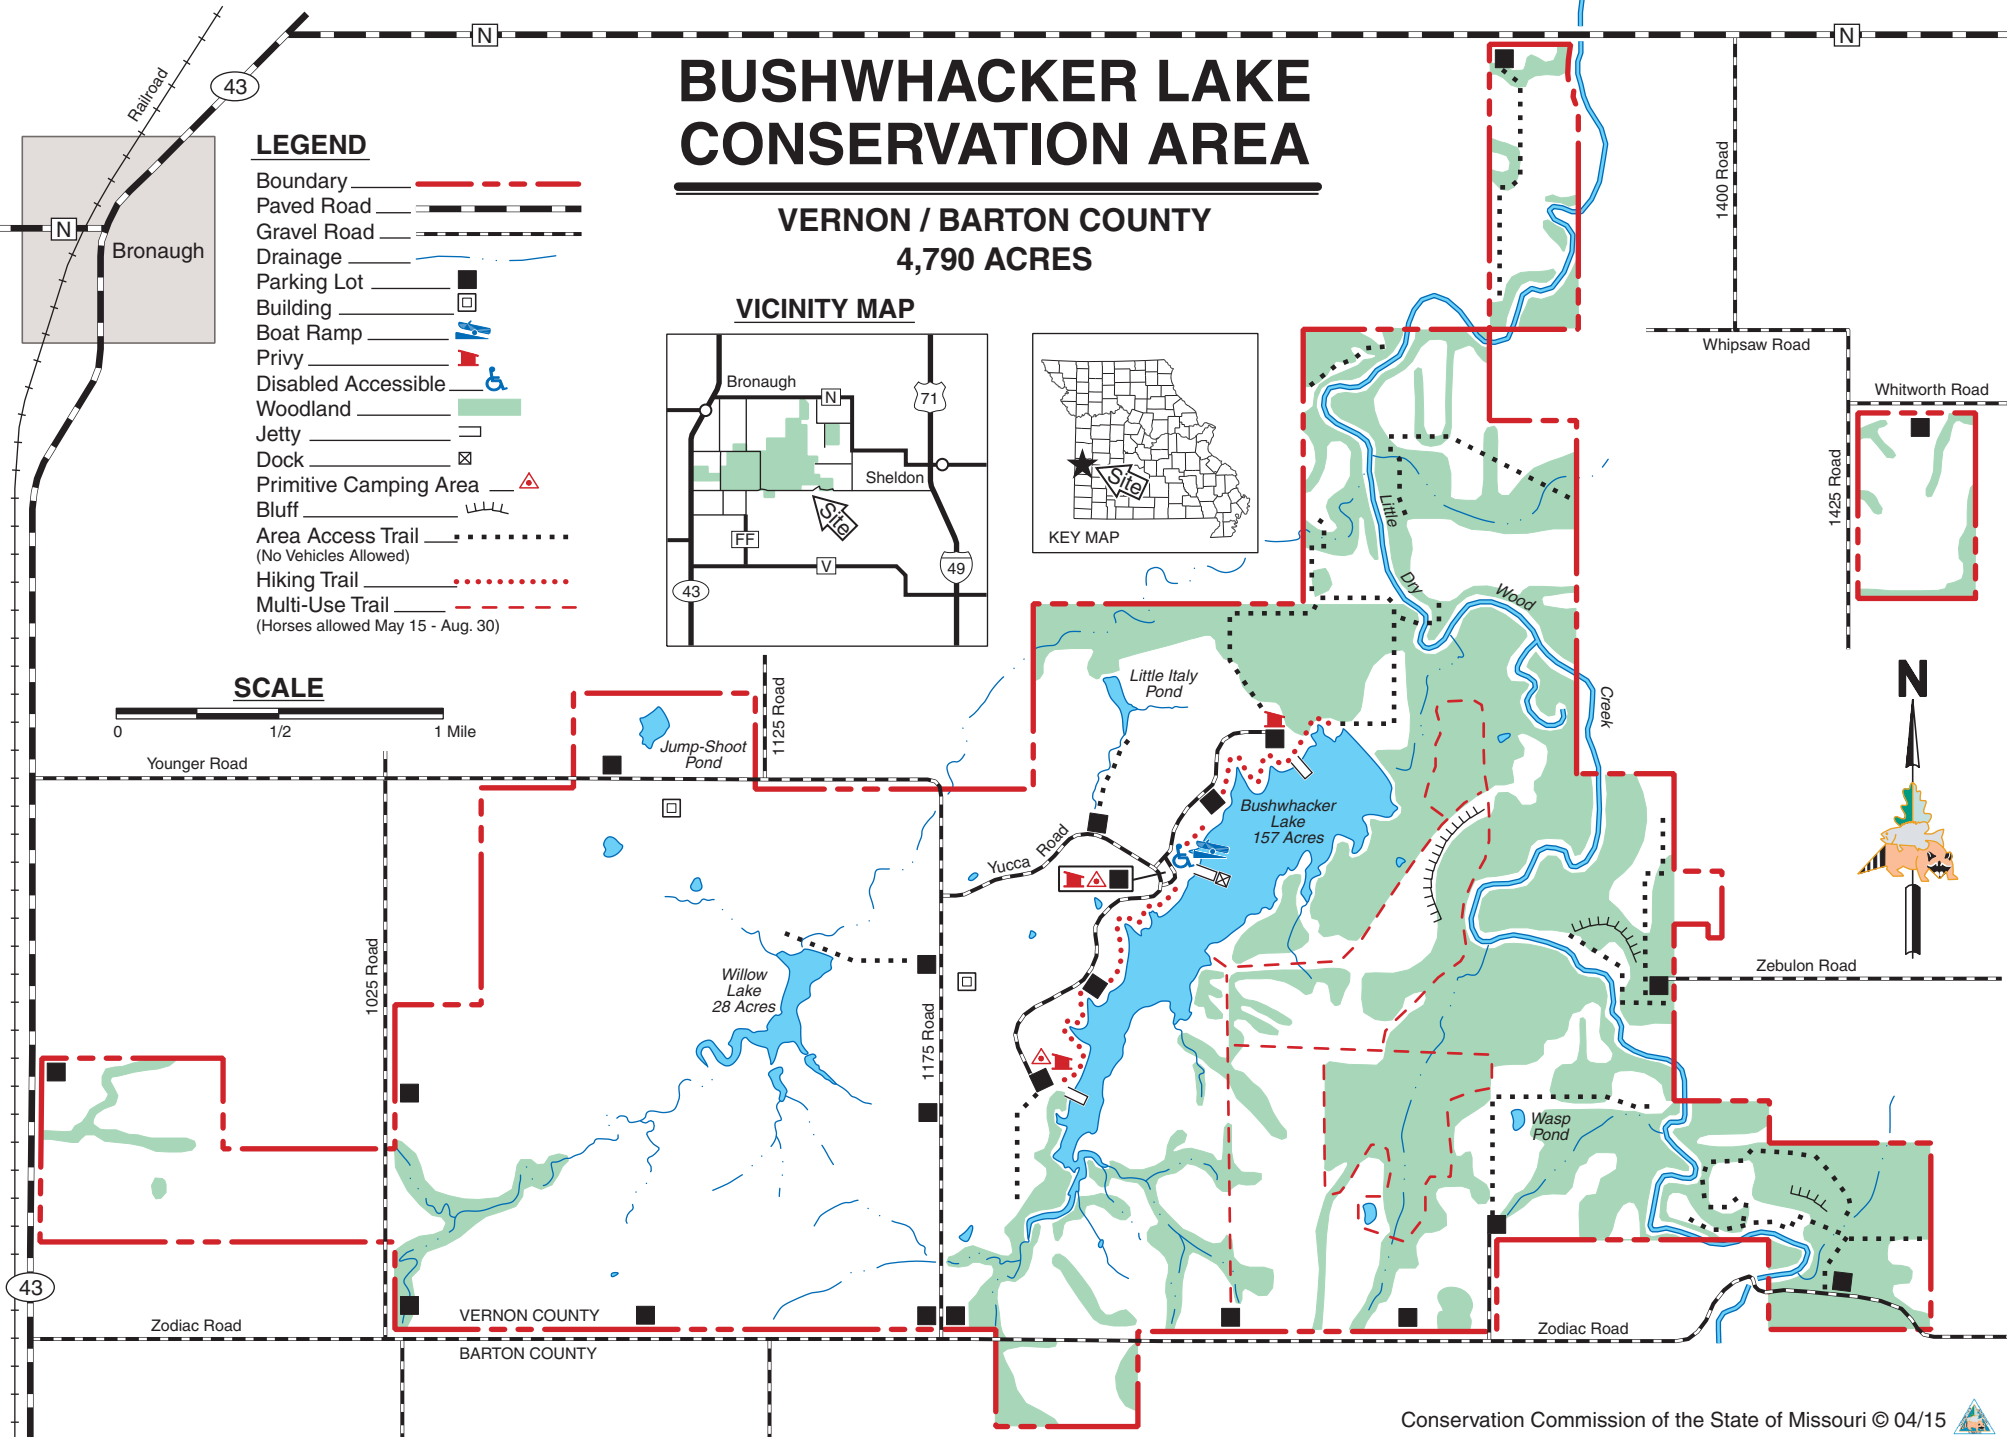 N
N
BUSHWHACKER LAKE
CONSERVATION AREA
VERNON / BARTON COUNTY
4,790 ACRES
Railroad
43
N
Bronaugh
LEGEND
Boundary
Paved Road
Gravel Road
Drainage
Parking Lot
Building
Boat Ramp
Privy
Disabled Accessible
Woodland
Jetty
Dock
Primitive Camping Area
Bluff
Area Access Trail
(No Vehicles Allowed)
Hiking Trail
Multi-Use Trail
(Horses allowed May 15 - Aug. 30)
SCALE
0
1/2
1 Mile
VICINITY MAP
Bronaugh
N
71
Sheldon
Site
FF
V
43
49
Site
KEY MAP
1400 Road
Whipsaw Road
Whitworth Road
1425 Road
Little
Dry
Wood
Creek
N
Little Italy
Pond
1125 Road
Jump-Shoot
Pond
Younger Road
Bushwhacker
Lake
157 Acres
Yucca Road
1025 Road
Willow
Lake
28 Acres
1175 Road
Zebulon Road
Wasp
Pond
43
Zodiac Road
VERNON COUNTY
BARTON COUNTY
Zodiac Road
Conservation Commission of the State of Missouri © 04/15